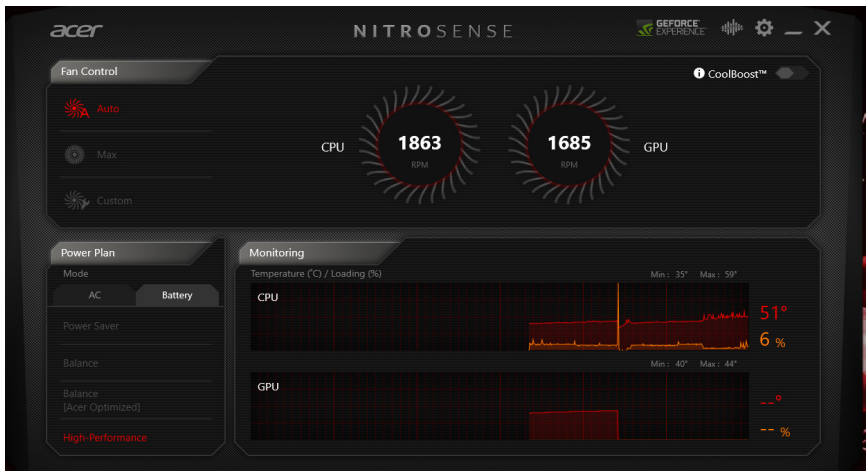 acer
NITROSENSE
GEFORCE
EXPERIENCE
Fan Control
CoolBoost™
Auto
Max
Custom
CPU
1863
RPM
1685
RPM
GPU
Power Plan
Mode
AC
Battery
Power Saver
Balance
Balance
[Acer Optimized]
High-Performance
Monitoring
Temperature (°C) / Loading (%)
Min : 35° Max : 59°
CPU
51°
6 %
Min : 40° Max : 44°
GPU
--°
-- %